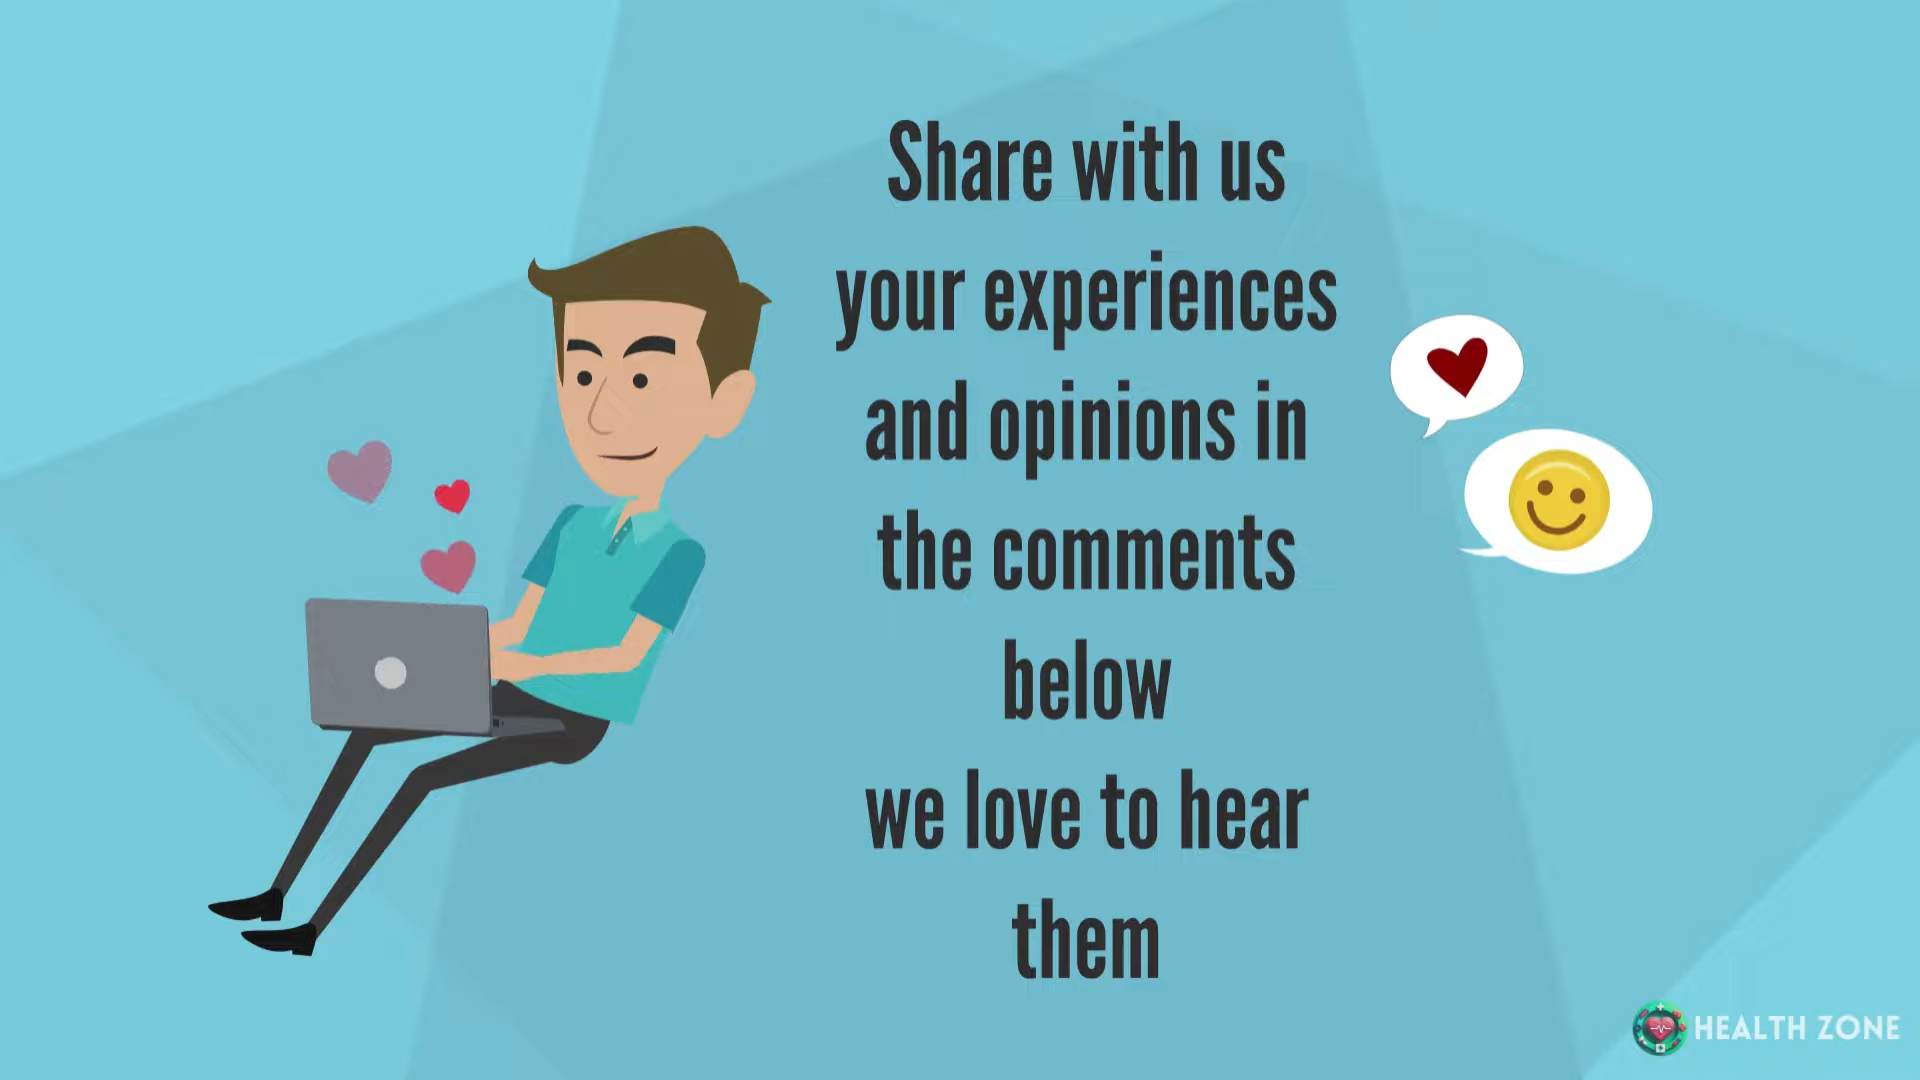 Share with us
your experiences
and opinions in
the comments
below
we love to hear
them
HEALTH ZONE